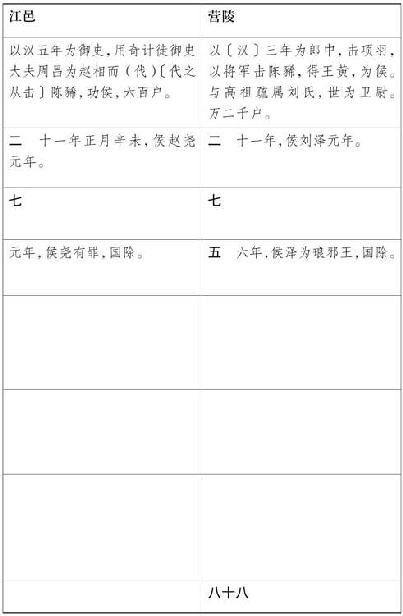 江邑
以汉五年为御史，用奇计徙御史
大夫周昌为赵相而（代）〔代之
从击〕陈豨，功侯，六百户。
二　十一年正月辛未，侯赵尧
元年。
七
元年，侯尧有罪，国除。
营陵
以〔汉〕三年为郎中，击项羽，
以将军击陈豨，得王黄，为侯。
与高祖疏属刘氏，世为卫尉。
万二千户。
二　十一年，侯刘泽元年。
七
五　六年，侯泽为琅邪王，国除。
八十八